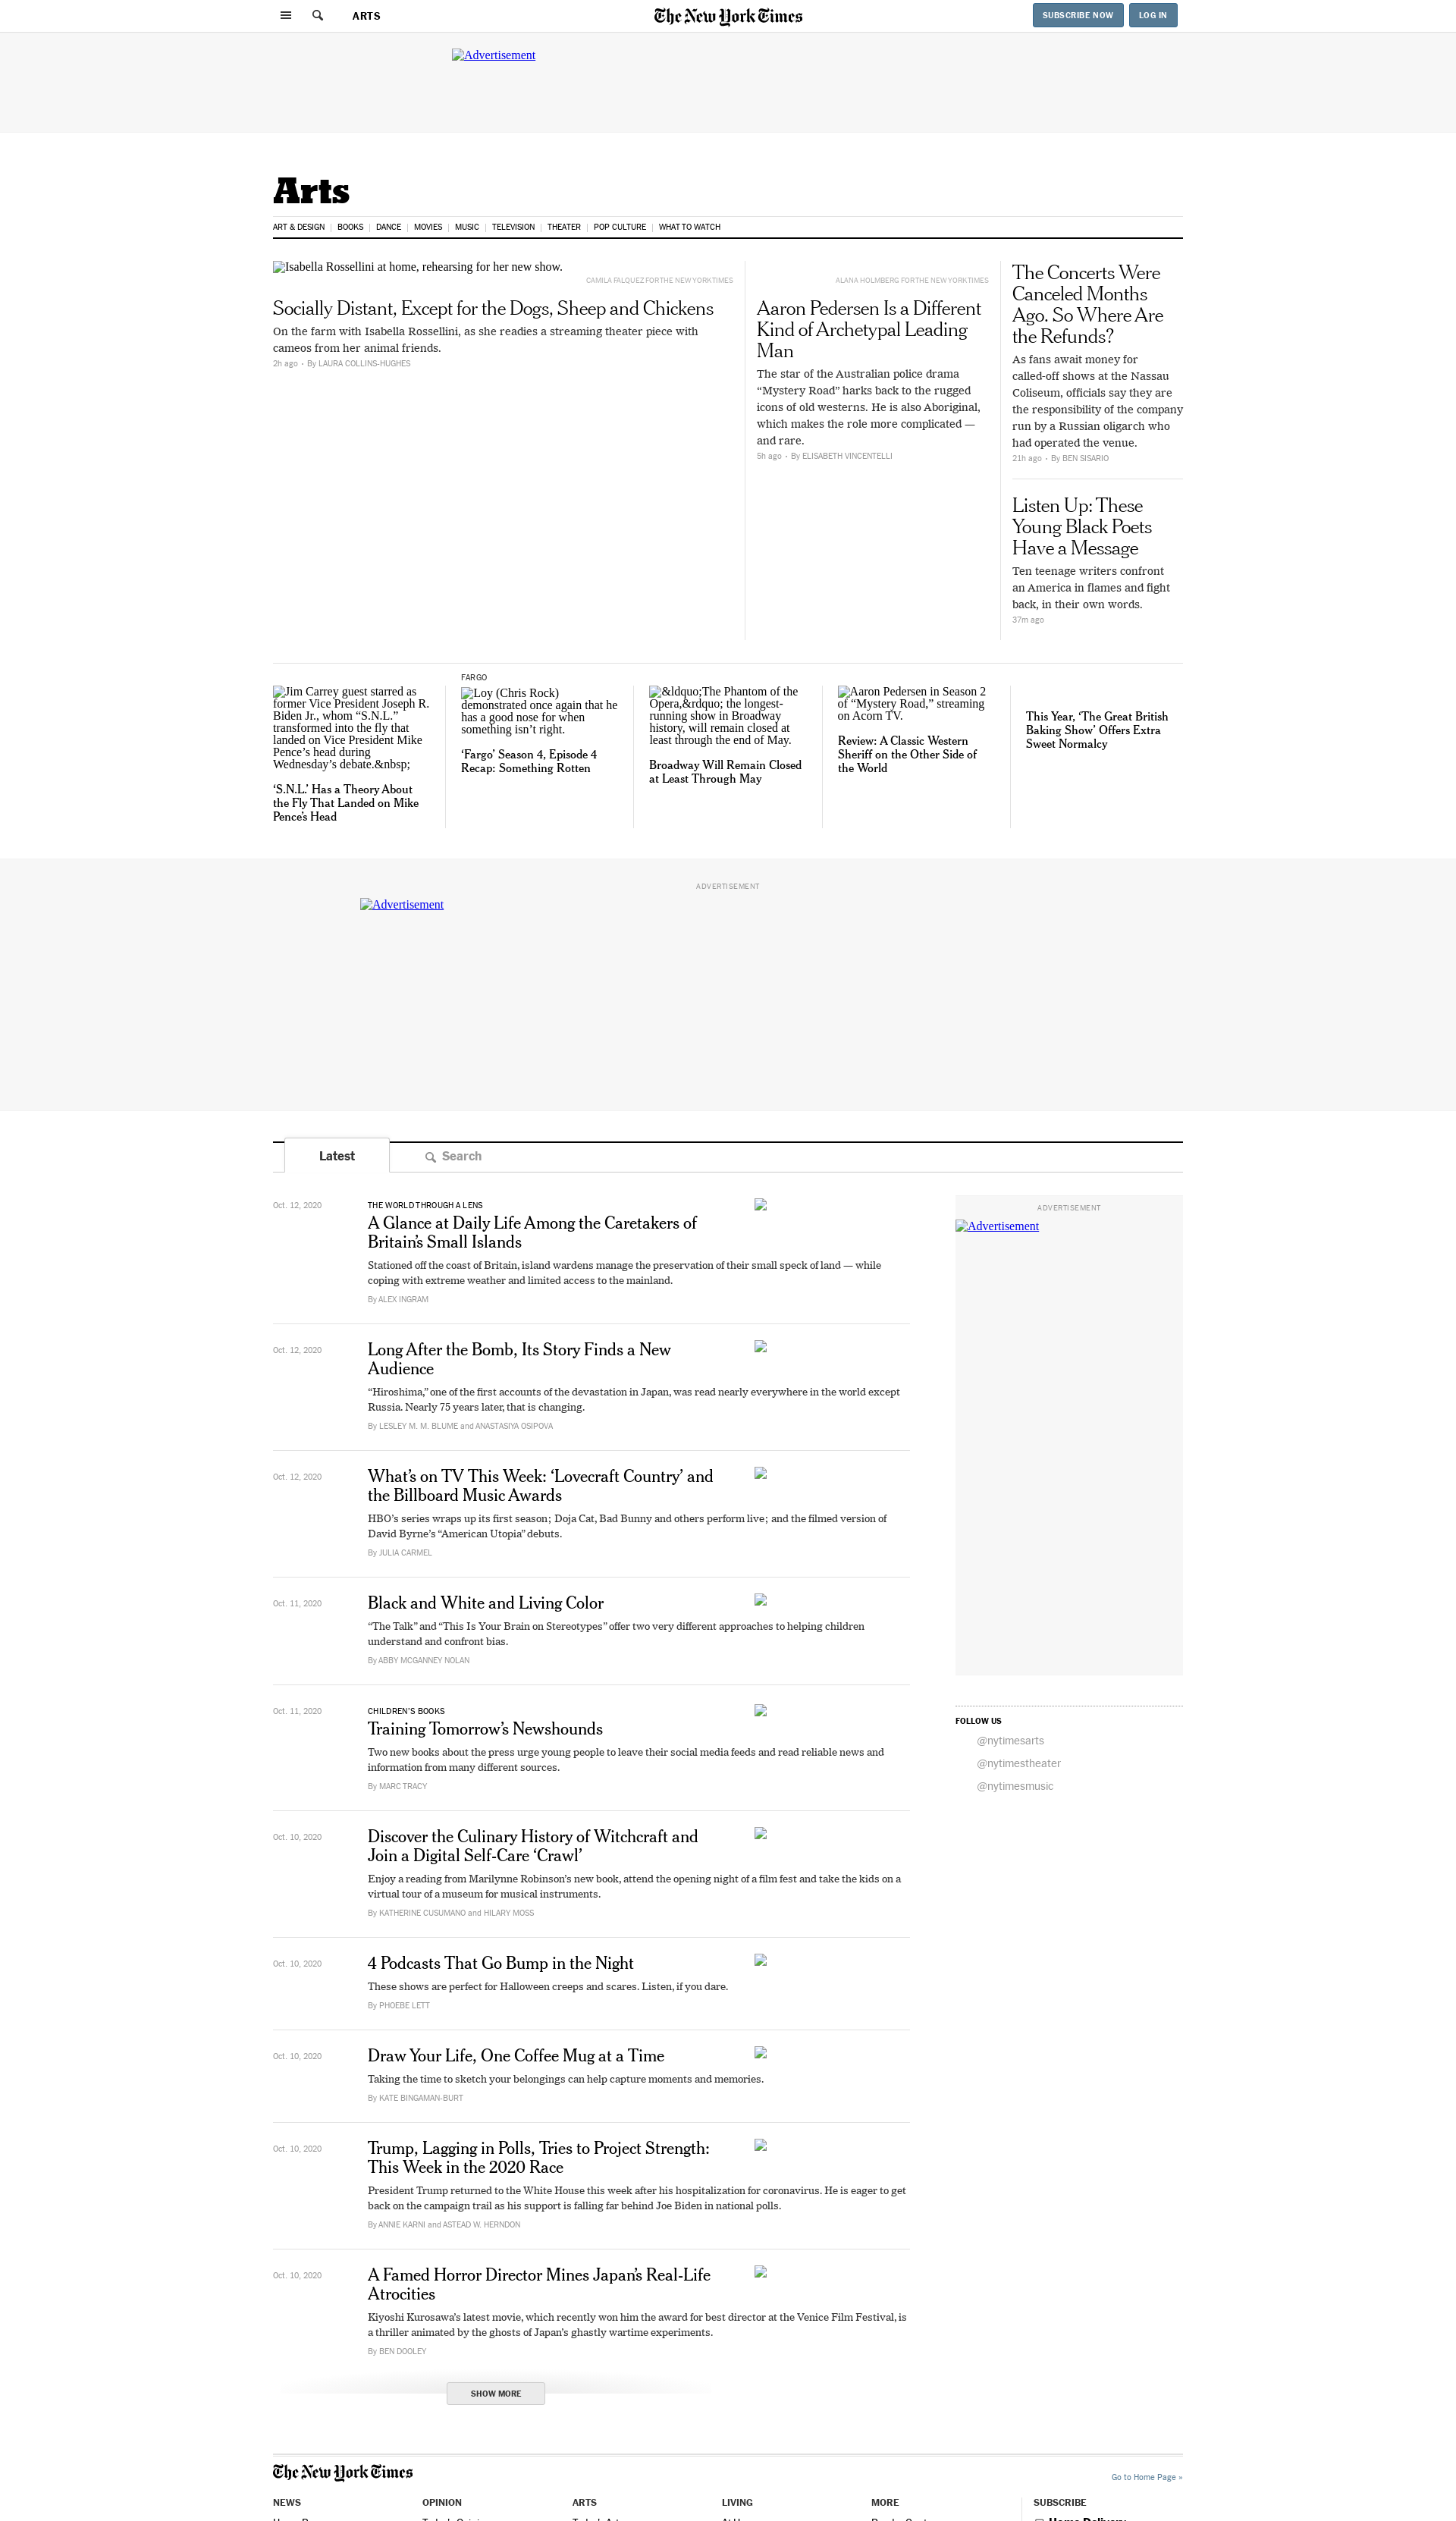 ARTS
The New York Times
SUBSCRIBE NOW
LOG IN
Advertisement
Arts
ART & DESIGN
BOOKS
DANCE
MOVIES
MUSIC
TELEVISION
THEATER
POP CULTURE
WHAT TO WATCH
Isabella Rossellini at home, rehearsing for her new show.
CAMILA FALQUEZ FOR THE NEW YORK TIMES
Socially Distant, Except for the Dogs, Sheep and Chickens
On the farm with Isabella Rossellini, as she readies a streaming theater piece with
cameos from her animal friends.
2h ago • By LAURA COLLINS-HUGHES
ALANA HOLMBERG FOR THE NEW YORK TIMES
Aaron Pedersen Is a Different
Kind of Archetypal Leading
Man
The star of the Australian police drama
“Mystery Road” harks back to the rugged
icons of old westerns. He is also Aboriginal,
which makes the role more complicated —
and rare.
5h ago • By ELISABETH VINCENTELLI
The Concerts Were
Canceled Months
Ago. So Where Are
the Refunds?
As fans await money for
called-off shows at the Nassau
Coliseum, officials say they are
the responsibility of the company
run by a Russian oligarch who
had operated the venue.
21h ago • By BEN SISARIO
Listen Up: These
Young Black Poets
Have a Message
Ten teenage writers confront
an America in flames and fight
back, in their own words.
37m ago
Jim Carrey guest starred as
former Vice President Joseph R.
Biden Jr., whom “S.N.L.”
transformed into the fly that
landed on Vice President Mike
Pence’s head during
Wednesday’s debate.&nbsp;
‘S.N.L.’ Has a Theory About
the Fly That Landed on Mike
Pence’s Head
FARGO
Loy (Chris Rock)
demonstrated once again that he
has a good nose for when
something isn’t right.
‘Fargo’ Season 4, Episode 4
Recap: Something Rotten
&ldquo;The Phantom of the
Opera,&rdquo; the longest-
running show in Broadway
history, will remain closed at
least through the end of May.
Broadway Will Remain Closed
at Least Through May
Aaron Pedersen in Season 2
of “Mystery Road,” streaming
on Acorn TV.
Review: A Classic Western
Sheriff on the Other Side of
the World
This Year, ‘The Great British
Baking Show’ Offers Extra
Sweet Normalcy
ADVERTISEMENT
Advertisement
Latest
Search
Oct. 12, 2020
THE WORLD THROUGH A LENS
A Glance at Daily Life Among the Caretakers of
Britain’s Small Islands
Stationed off the coast of Britain, island wardens manage the preservation of their small speck of land — while
coping with extreme weather and limited access to the mainland.
By ALEX INGRAM
Oct. 12, 2020
Long After the Bomb, Its Story Finds a New
Audience
“Hiroshima,” one of the first accounts of the devastation in Japan, was read nearly everywhere in the world except
Russia. Nearly 75 years later, that is changing.
By LESLEY M. M. BLUME and ANASTASIYA OSIPOVA
Oct. 12, 2020
What’s on TV This Week: ‘Lovecraft Country’ and
the Billboard Music Awards
HBO’s series wraps up its first season; Doja Cat, Bad Bunny and others perform live; and the filmed version of
David Byrne’s “American Utopia” debuts.
By JULIA CARMEL
Oct. 11, 2020
Black and White and Living Color
“The Talk” and “This Is Your Brain on Stereotypes” offer two very different approaches to helping children
understand and confront bias.
By ABBY MCGANNEY NOLAN
Oct. 11, 2020
CHILDREN’S BOOKS
Training Tomorrow’s Newshounds
Two new books about the press urge young people to leave their social media feeds and read reliable news and
information from many different sources.
By MARC TRACY
Oct. 10, 2020
Discover the Culinary History of Witchcraft and
Join a Digital Self-Care ‘Crawl’
Enjoy a reading from Marilynne Robinson’s new book, attend the opening night of a film fest and take the kids on a
virtual tour of a museum for musical instruments.
By KATHERINE CUSUMANO and HILARY MOSS
Oct. 10, 2020
4 Podcasts That Go Bump in the Night
These shows are perfect for Halloween creeps and scares. Listen, if you dare.
By PHOEBE LETT
Oct. 10, 2020
Draw Your Life, One Coffee Mug at a Time
Taking the time to sketch your belongings can help capture moments and memories.
By KATE BINGAMAN-BURT
Oct. 10, 2020
Trump, Lagging in Polls, Tries to Project Strength:
This Week in the 2020 Race
President Trump returned to the White House this week after his hospitalization for coronavirus. He is eager to get
back on the campaign trail as his support is falling far behind Joe Biden in national polls.
By ANNIE KARNI and ASTEAD W. HERNDON
Oct. 10, 2020
A Famed Horror Director Mines Japan’s Real-Life
Atrocities
Kiyoshi Kurosawa’s latest movie, which recently won him the award for best director at the Venice Film Festival, is
a thriller animated by the ghosts of Japan’s ghastly wartime experiments.
By BEN DOOLEY
SHOW MORE
ADVERTISEMENT
Advertisement
FOLLOW US
@nytimesarts
@nytimestheater
@nytimesmusic
The New York Times
Go to Home Page »
NEWS
OPINION
ARTS
LIVING
MORE
SUBSCRIBE